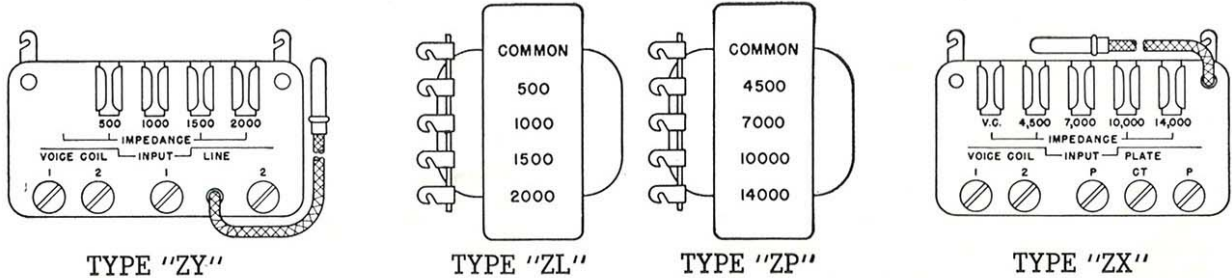 500 1000 1500 2000
IMPEDANCE
VOICE COIL INPUT LINE
1 2 1 2
TYPE "ZY"
COMMON
500
1000
1500
2000
TYPE "ZL"
COMMON
4500
7000
10000
14000
TYPE "ZP"
V.C. 4,500 7,000 10,000 14,000
IMPEDANCE
VOICE COIL INPUT PLATE
1 2 P CT P
TYPE "ZX"